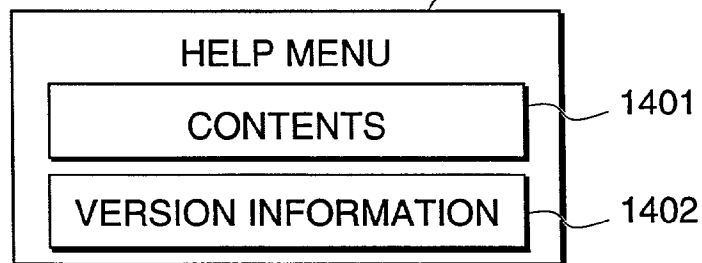 HELP MENU
CONTENTS
1401
VERSION INFORMATION
1402